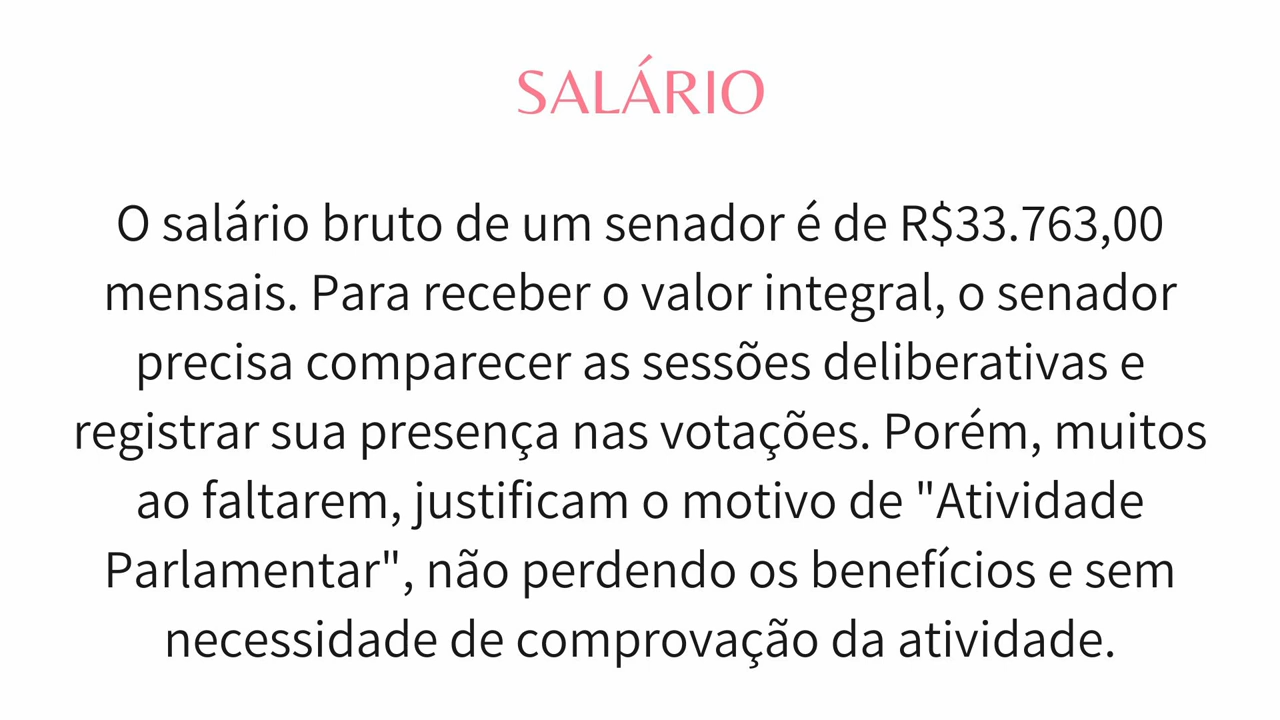 SALÁRIO
O salário bruto de um senador é de R$33.763,00
mensais. Para receber o valor integral, o senador
precisa comparecer as sessões deliberativas e
registrar sua presença nas votações. Porém, muitos
ao faltarem, justificam o motivo de "Atividade
Parlamentar", não perdendo os benefícios e sem
necessidade de comprovação da atividade.